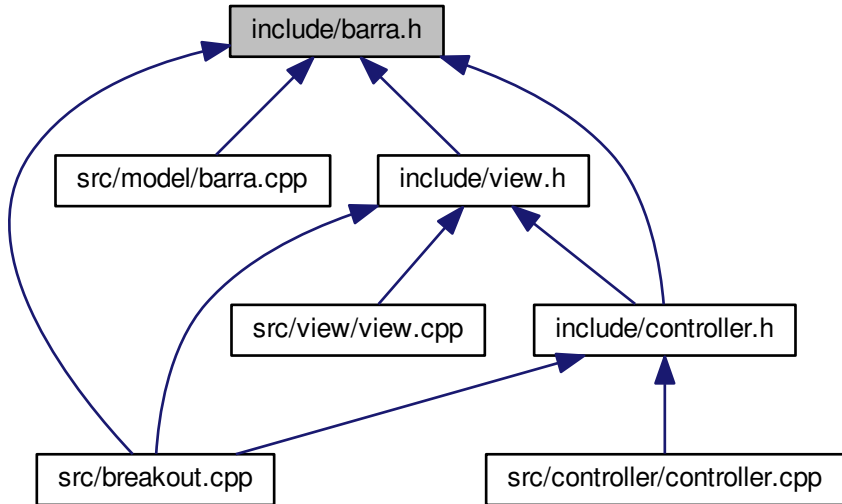 include/barra.h
src/model/barra.cpp
include/view.h
src/view/view.cpp
include/controller.h
src/breakout.cpp
src/controller/controller.cpp